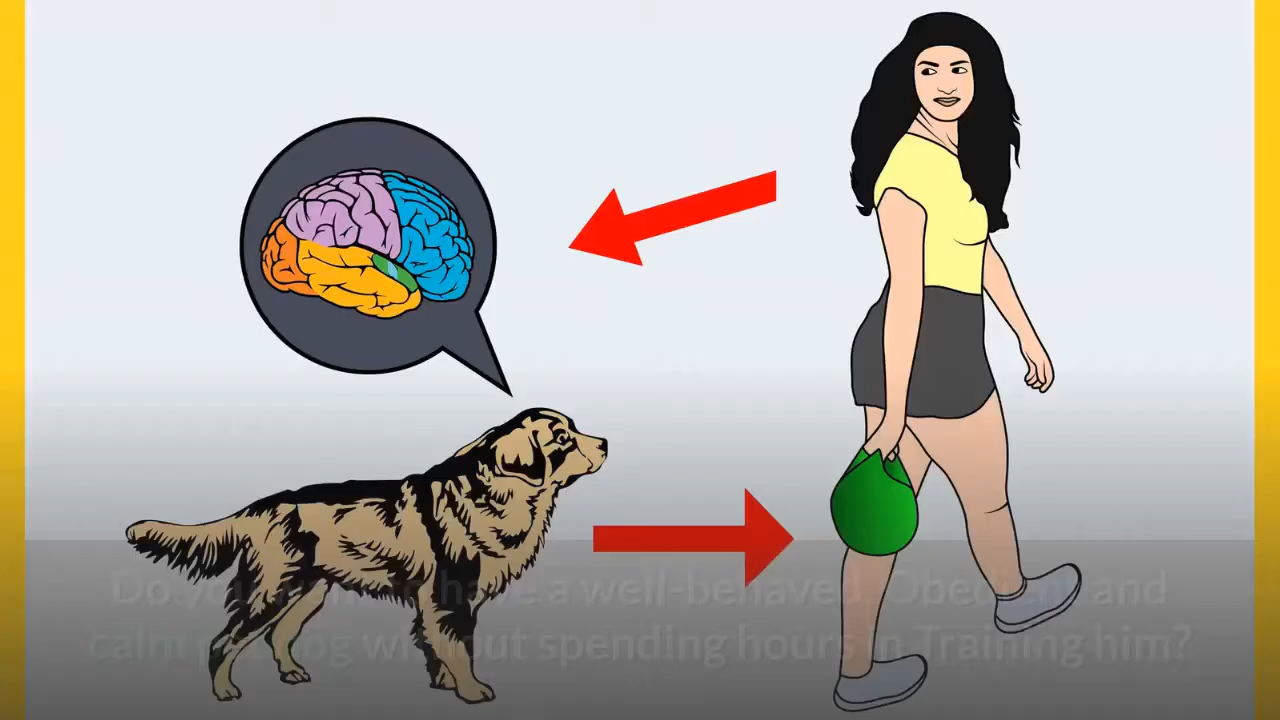 Do you have a well-behaved, Obedient and
calm dog without spending hours in Training him?